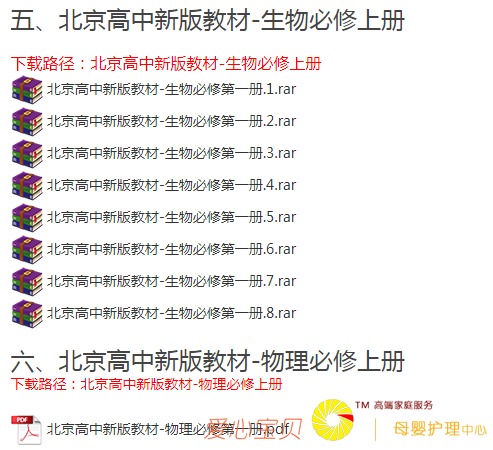 五、北京高中新版教材-生物必修上册
下载路径：北京高中新版教材-生物必修上册
北京高中新版教材-生物必修第一册.1.rar
北京高中新版教材-生物必修第一册.2.rar
北京高中新版教材-生物必修第一册.3.rar
北京高中新版教材-生物必修第一册.4.rar
北京高中新版教材-生物必修第一册.5.rar
北京高中新版教材-生物必修第一册.6.rar
北京高中新版教材-生物必修第一册.7.rar
北京高中新版教材-生物必修第一册.8.rar
六、北京高中新版教材-物理必修上册
下载路径：北京高中新版教材-物理必修上册
PDF 北京高中新版教材-物理必修第一册.pdf
爱心宝贝
TM 高端家庭服务
母婴护理中心